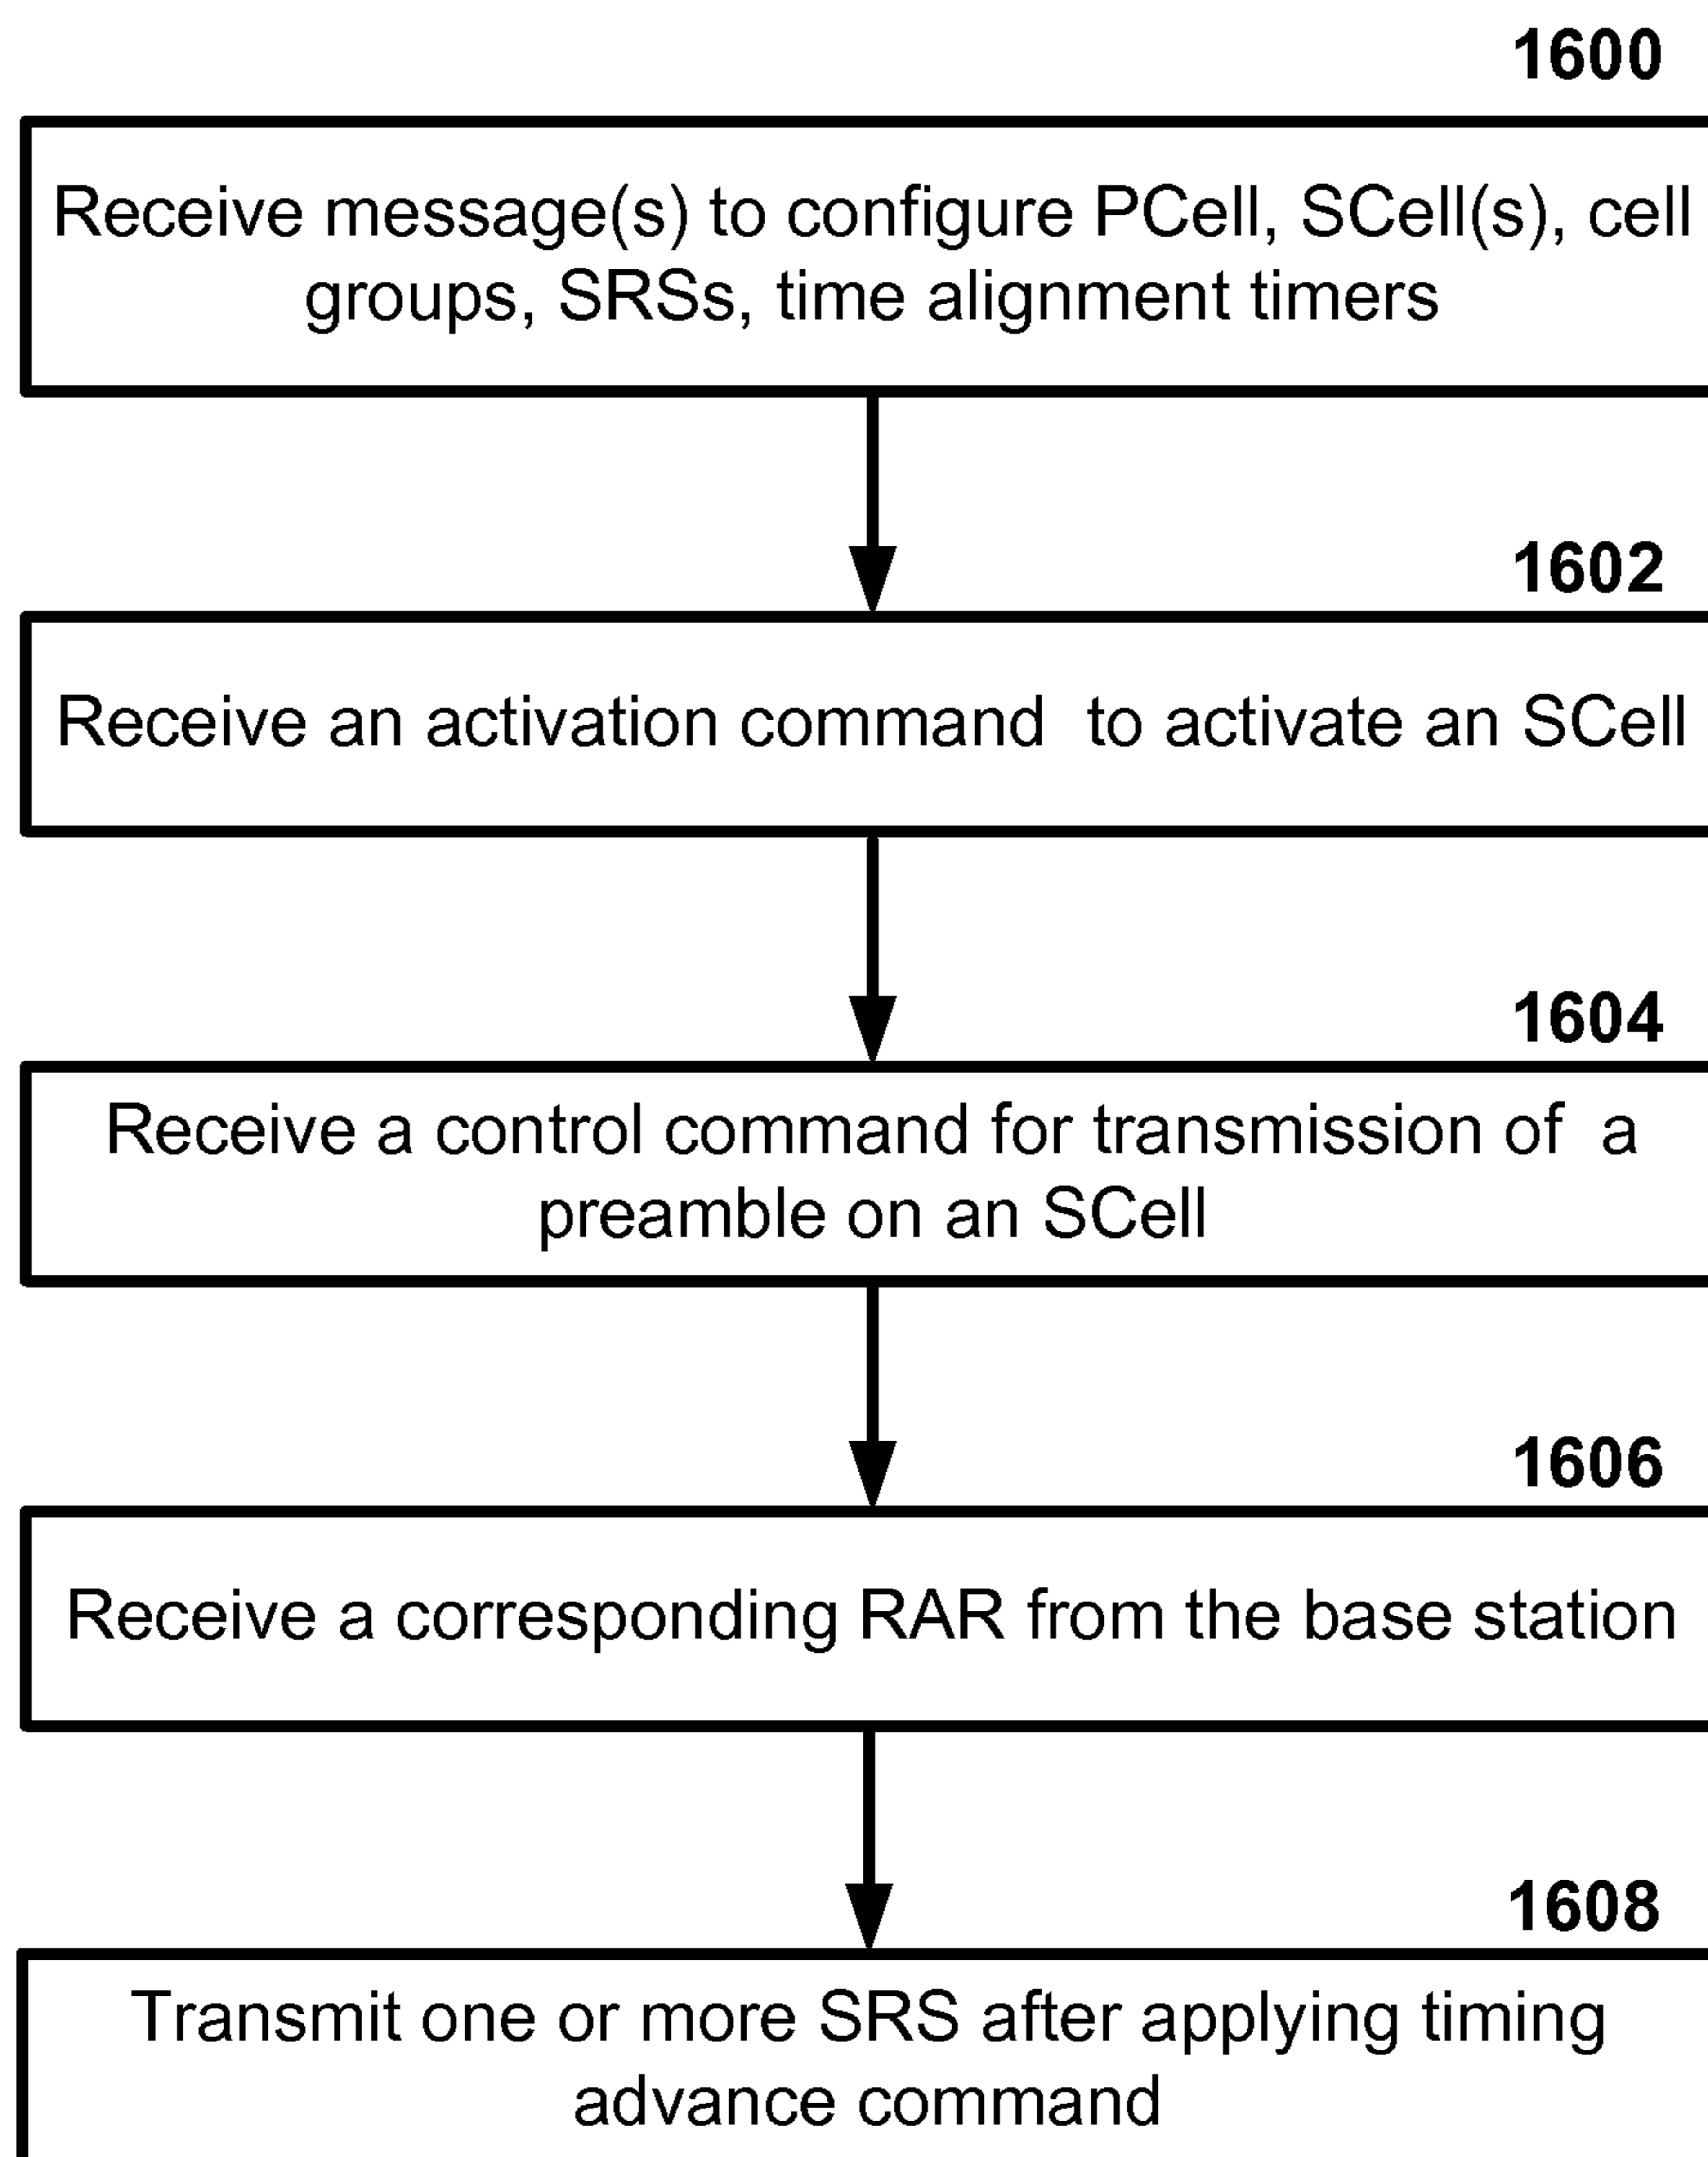 1600
Receive message(s) to configure PCell, SCell(s), cell
groups, SRSs, time alignment timers
1602
Receive an activation command  to activate an SCell
1604
Receive a control command for transmission of  a
preamble on an SCell
1606
Receive a corresponding RAR from the base station
1608
Transmit one or more SRS after applying timing
advance command